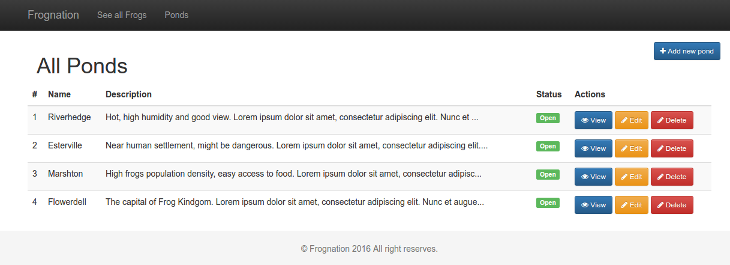 Frognation See all Frogs Ponds
Add new pond
All Ponds
# Name Description Status Actions
1 Riverhedge Hot, high humidity and good view. Lorem ipsum dolor sit amet, consectetur adipiscing elit. Nunc et ... Open View Edit Delete
2 Esterville Near human settlement, might be dangerous. Lorem ipsum dolor sit amet, consectetur adipiscing elit.... Open View Edit Delete
3 Marshton High frogs population density, easy access to food. Lorem ipsum dolor sit amet, consectetur adipisc... Open View Edit Delete
4 Flowerdell The capital of Frog Kindgom. Lorem ipsum dolor sit amet, consectetur adipiscing elit. Nunc et augue... Open View Edit Delete
© Frognation 2016 All right reserves.